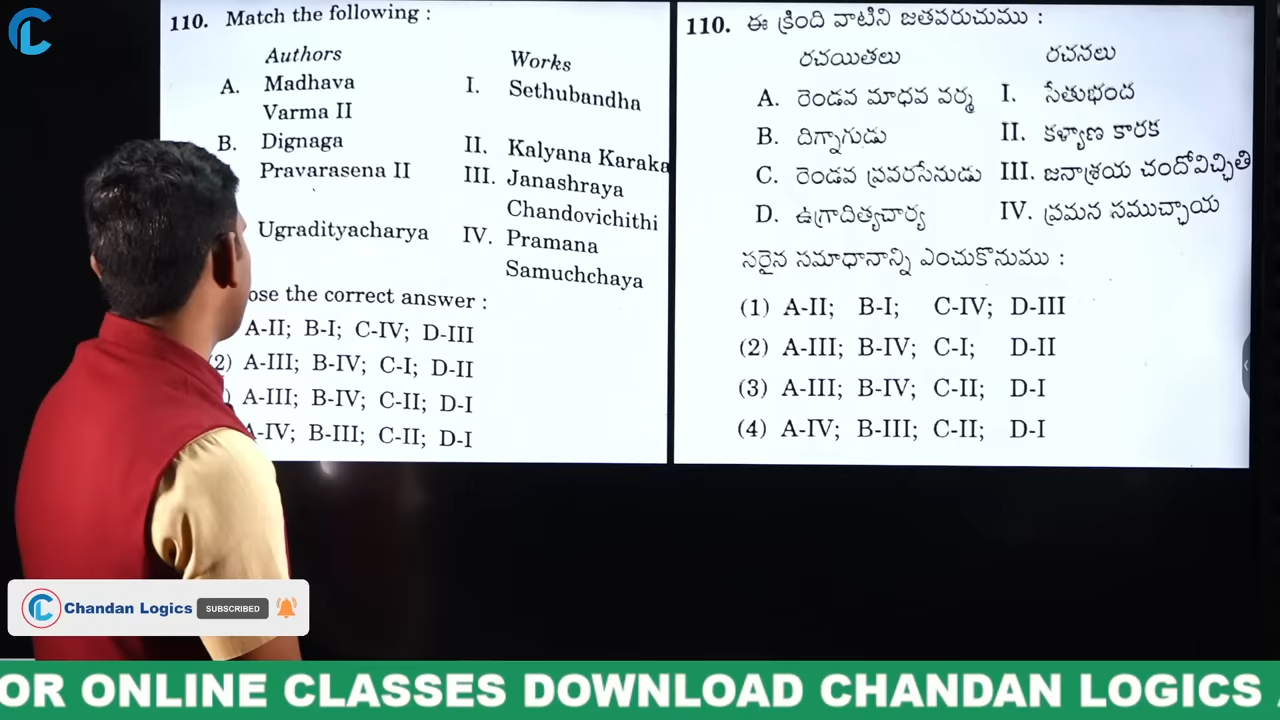 110. Match the following :
Authors Works
A. Madhava I. Sethubandha
Varma II
B. Dignaga II. Kalyana Karaka
Pravarasena II III. Janashraya
Chandovichithi
Ugradityacharya IV. Pramana
Samuchchaya
ose the correct answer :
A-II; B-I; C-IV; D-III
2) A-III; B-IV; C-I; D-II
) A-III; B-IV; C-II; D-I
A-IV; B-III; C-II; D-I
110. ఈ క్రింది వాటిని జతవరుచుము :
రచయితలు రచనలు
A. రెండవ మాధవ వర్మ I. సేతుభంద
B. దిగ్నాగుడు II. కళ్యాణ కారక
C. రెండవ ప్రవరసేనుడు III. జనాశ్రయ చందోవిచ్ఛితి
D. ఉగ్రాదిత్యచార్య IV. ప్రమన సముచ్ఛాయ
సరైన సమాధానాన్ని ఎంచుకొనుము :
(1) A-II; B-I; C-IV; D-III
(2) A-III; B-IV; C-I; D-II
(3) A-III; B-IV; C-II; D-I
(4) A-IV; B-III; C-II; D-I
Chandan Logics SUBSCRIBED
OR ONLINE CLASSES DOWNLOAD CHANDAN LOGICS